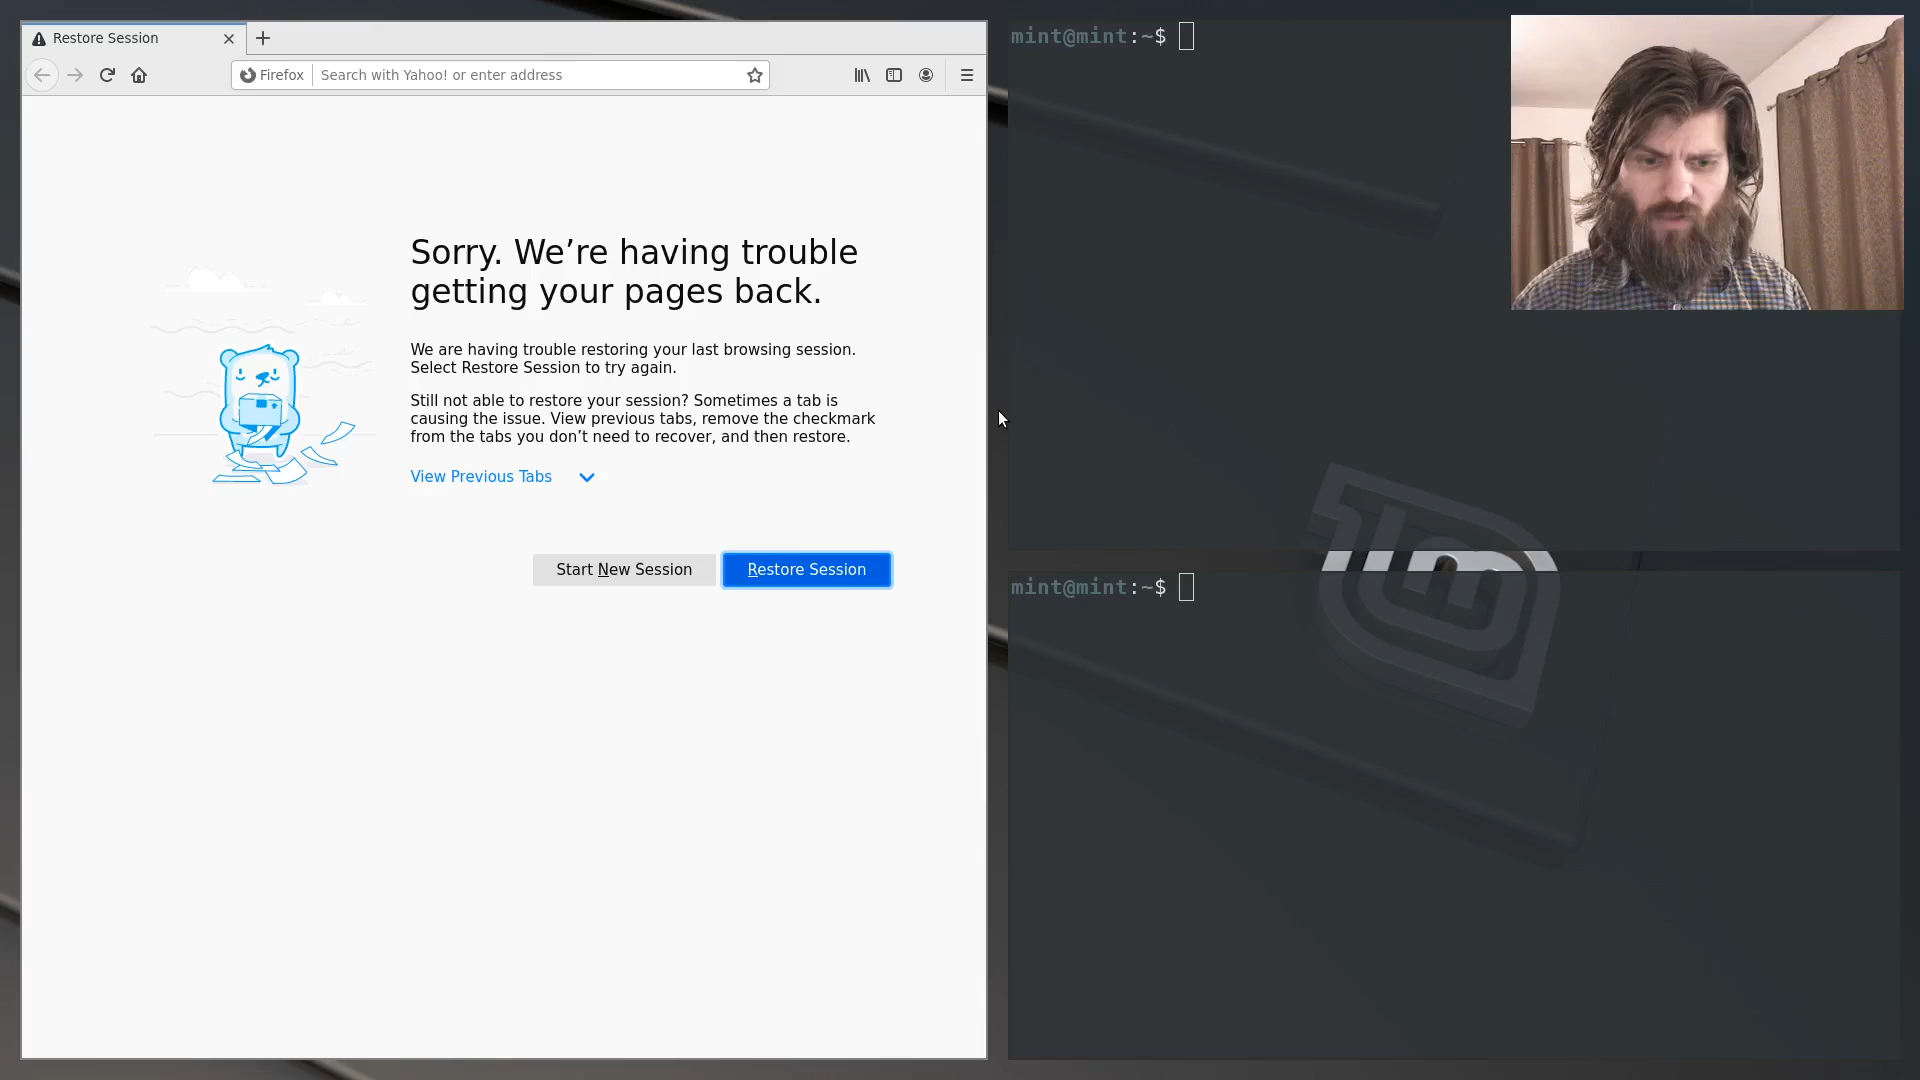 Restore Session
Firefox
Search with Yahoo! or enter address
Sorry. We’re having trouble
getting your pages back.
We are having trouble restoring your last browsing session.
Select Restore Session to try again.
Still not able to restore your session? Sometimes a tab is
causing the issue. View previous tabs, remove the checkmark
from the tabs you don’t need to recover, and then restore.
View Previous Tabs
Start New Session
Restore Session
mint@mint:~$
mint@mint:~$